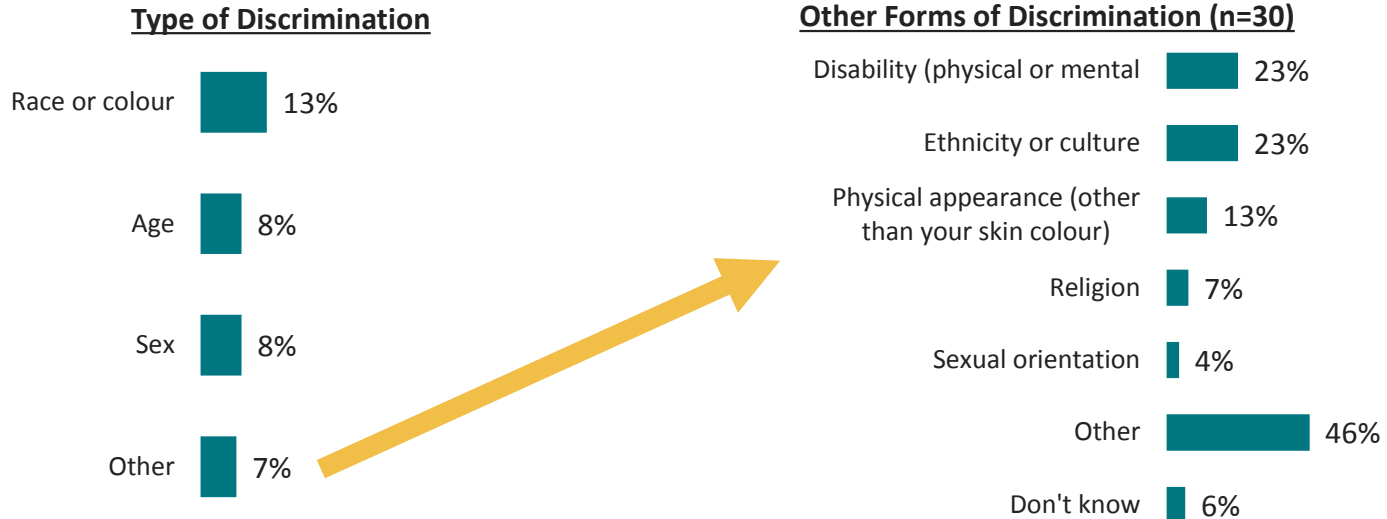 Type of Discrimination
Race or colour 13%
Age 8%
Sex 8%
Other 7%
Other Forms of Discrimination (n=30)
Disability (physical or mental 23%
Ethnicity or culture 23%
Physical appearance (other
than your skin colour) 13%
Religion 7%
Sexual orientation 4%
Other 46%
Don't know 6%